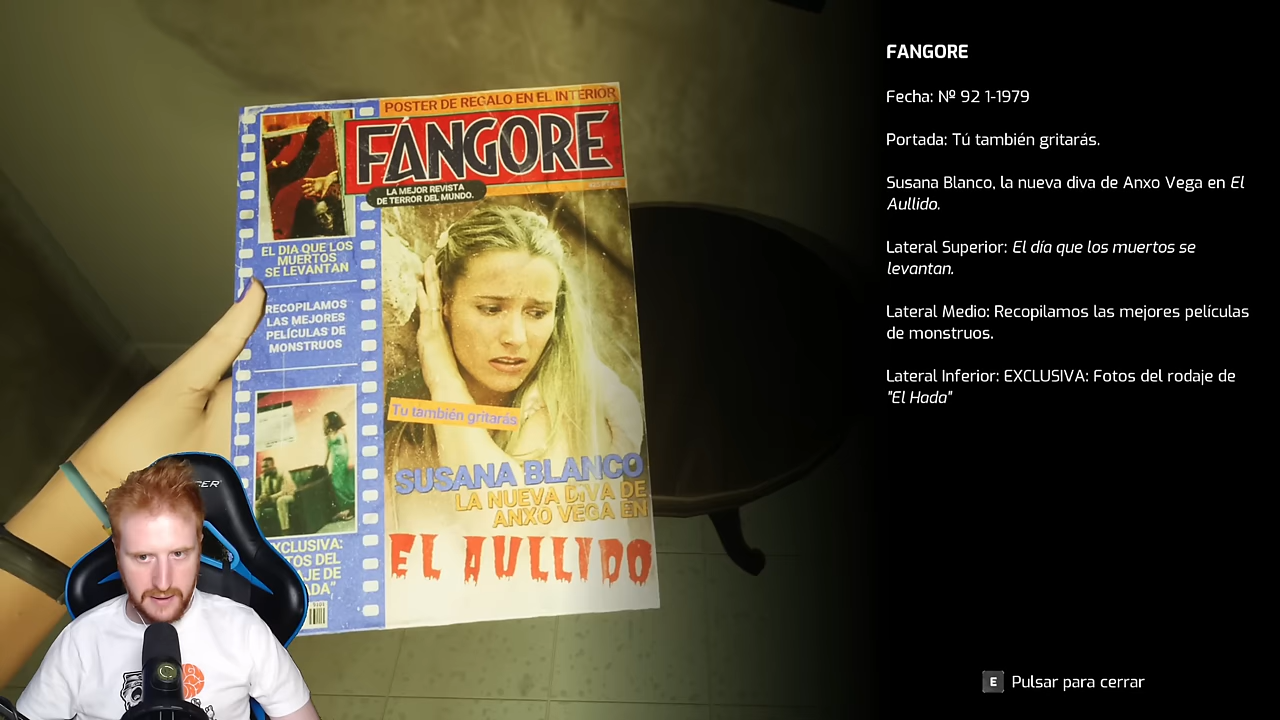 POSTER DE REGALO EN EL INTERIOR
FÁNGORE
LA MEJOR REVISTA
DE TERROR DEL MUNDO.
EL DIA QUE LOS
MUERTOS
SE LEVANTAN
RECOPILAMOS
LAS MEJORES
PELÍCULAS DE
MONSTRUOS
Tu también gritarás
SUSANA BLANCO
LA NUEVA DIVA DE
ANXO VEGA EN
EL AULLIDO
FANGORE
Fecha: Nº 92 1-1979
Portada: Tú también gritarás.
Susana Blanco, la nueva diva de Anxo Vega en El
Aullido.
Lateral Superior: El día que los muertos se
levantan.
Lateral Medio: Recopilamos las mejores películas
de monstruos.
Lateral Inferior: EXCLUSIVA: Fotos del rodaje de
"El Hada"
E Pulsar para cerrar